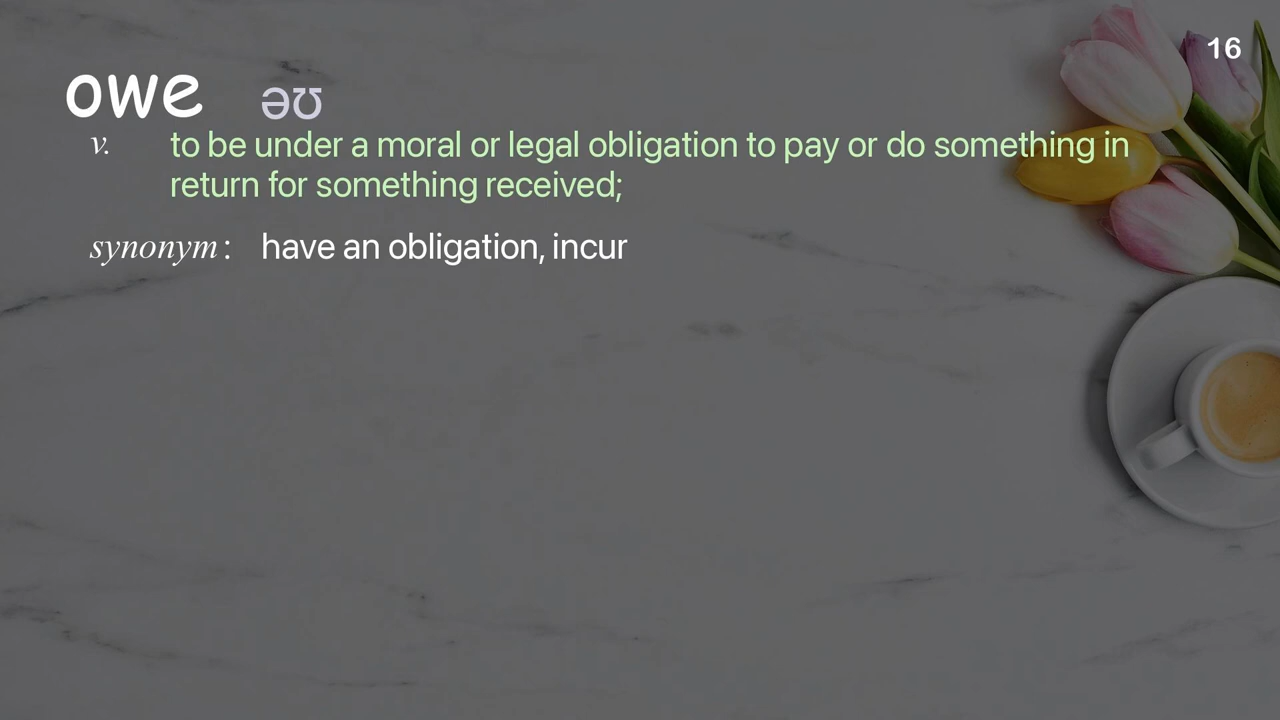 16
owe əʊ
v. to be under a moral or legal obligation to pay or do something in
return for something received;
synonym : have an obligation, incur